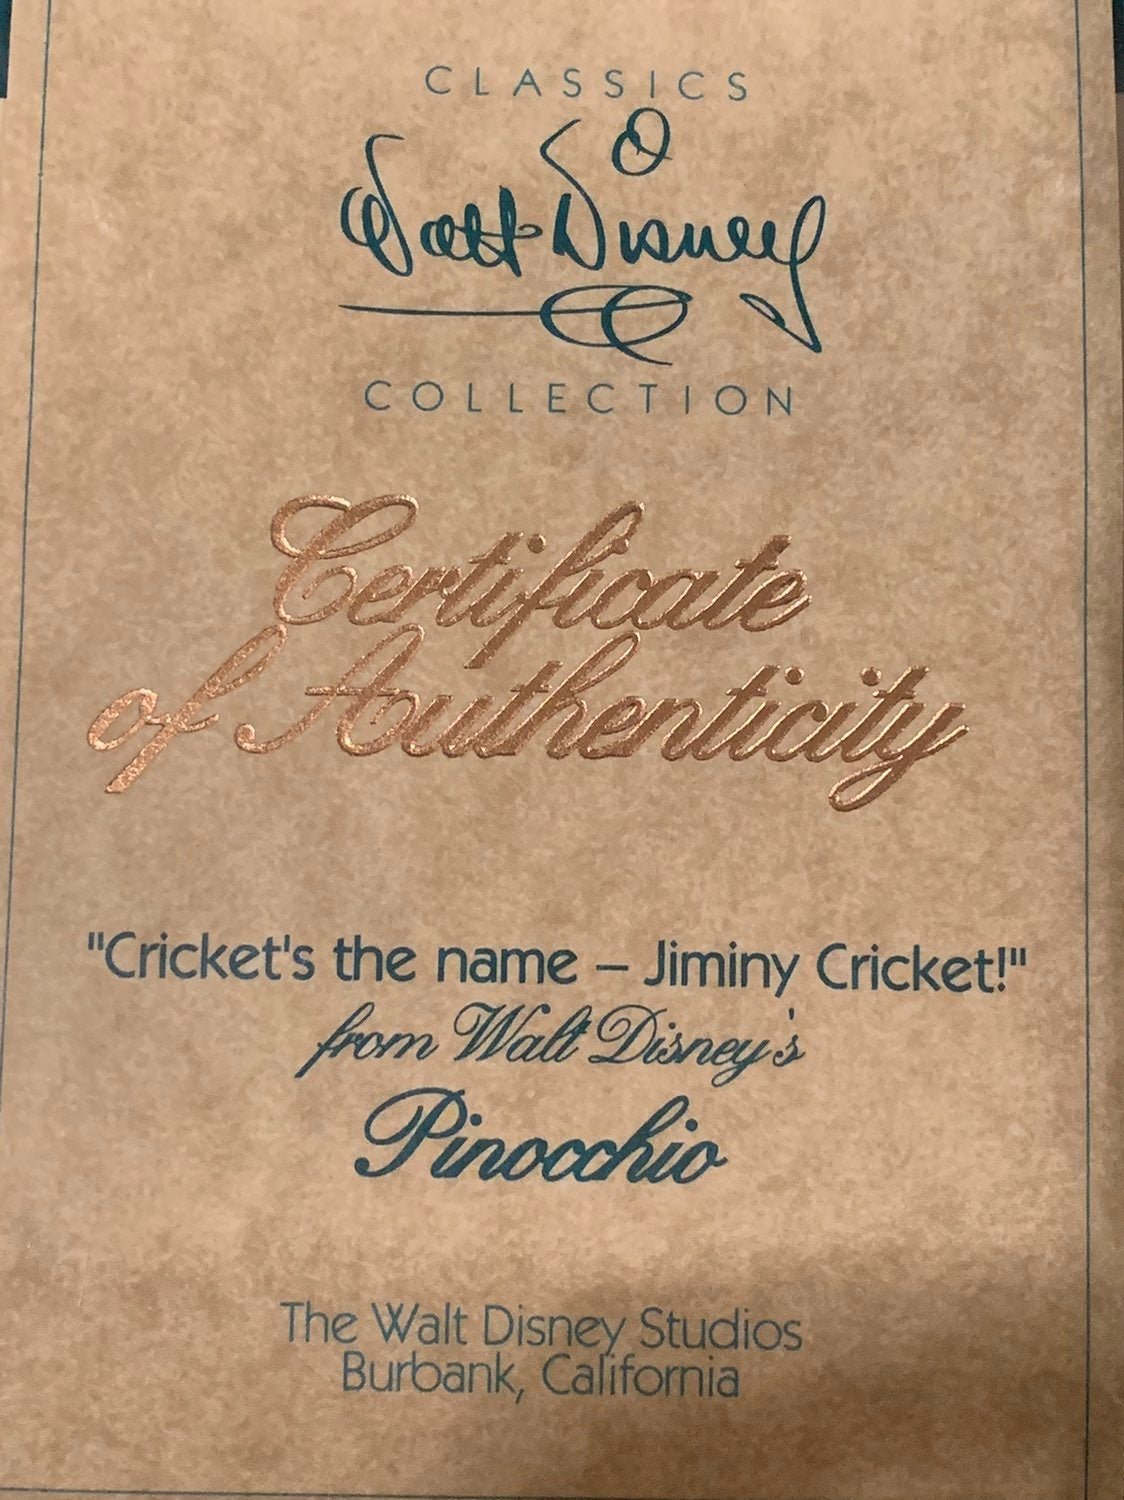 CLASSICS
Walt Disney
COLLECTION
Certificate
of Authenticity
"Cricket's the name – Jiminy Cricket!"
from Walt Disney's
Pinocchio
The Walt Disney Studios
Burbank, California